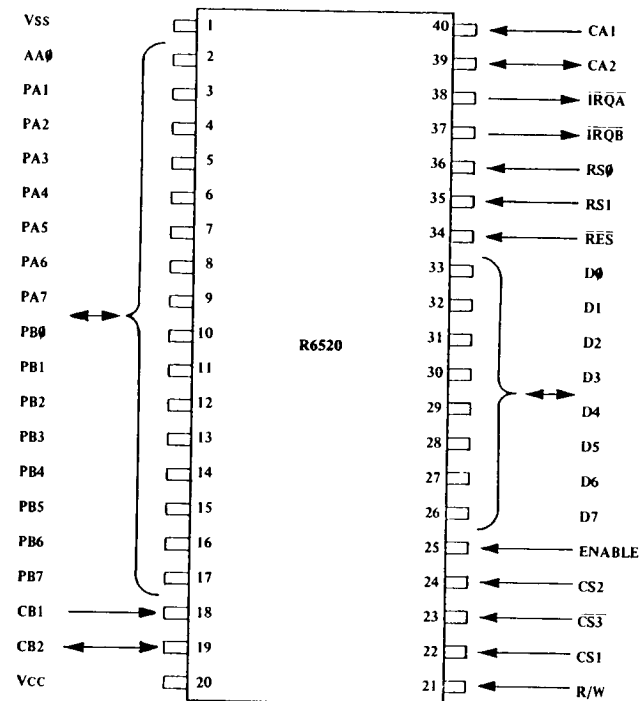 VSS 1 40 CA1
AA0 2 39 CA2
PA1 3 38 IRQA
PA2 4 37 IRQB
PA3 5 36 RS0
PA4 6 35 RS1
PA5 7 34 RES
PA6 8 33 D0
PA7 9 32 D1
PB0 10 R6520 31 D2
PB1 11 30 D3
PB2 12 29 D4
PB3 13 28 D5
PB4 14 27 D6
PB5 15 26 D7
PB6 16 25 ENABLE
PB7 17 24 CS2
CB1 18 23 CS3
CB2 19 22 CS1
VCC 20 21 R/W